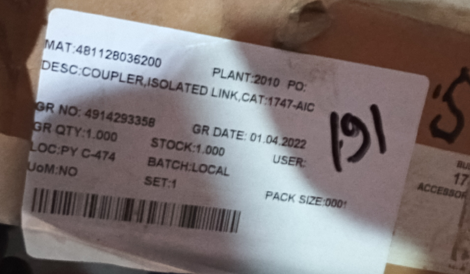 MAT:481128036200
PLANT:2010 PO:
DESC:COUPLER,ISOLATED LINK,CAT:1747-AIC
GR NO: 4914293358
GR DATE: 01.04.2022
GR QTY:1.000
STOCK:1.000
USER:
LOC:PY C-474
BATCH:LOCAL
UoM:NO
SET:1
PACK SIZE:0001
191
17
ACCESSOR